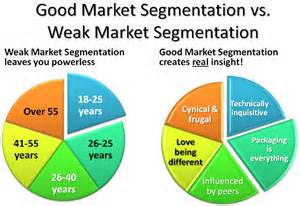 Good Market Segmentation vs.
Weak Market Segmentation
Weak Market Segmentation
leaves you powerless
Over 55
18-25
years
41-55
years
26-25
years
26-40
years
Good Market Segmentation
creates real insight!
Cynical &
frugal
Technically
inquisitive
Love
being
different
Packaging
is
everything
Influenced
by peers